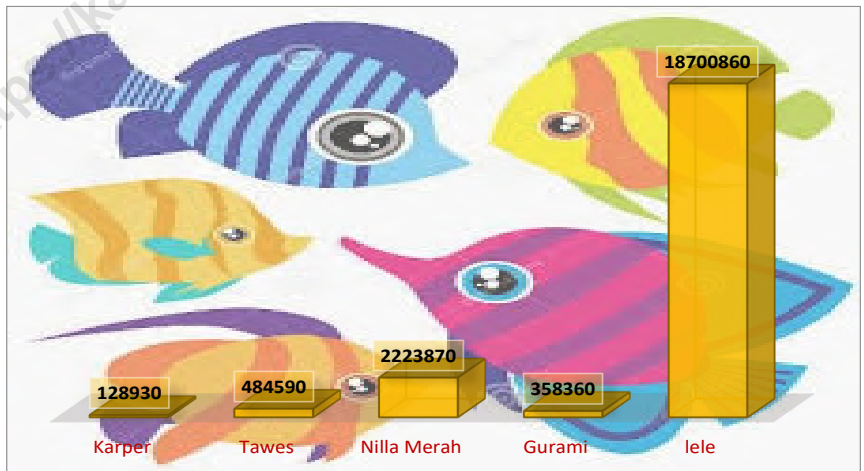 18700860
2223870
484590
358360
128930
Karper
Tawes
Nilla Merah
Gurami
lele